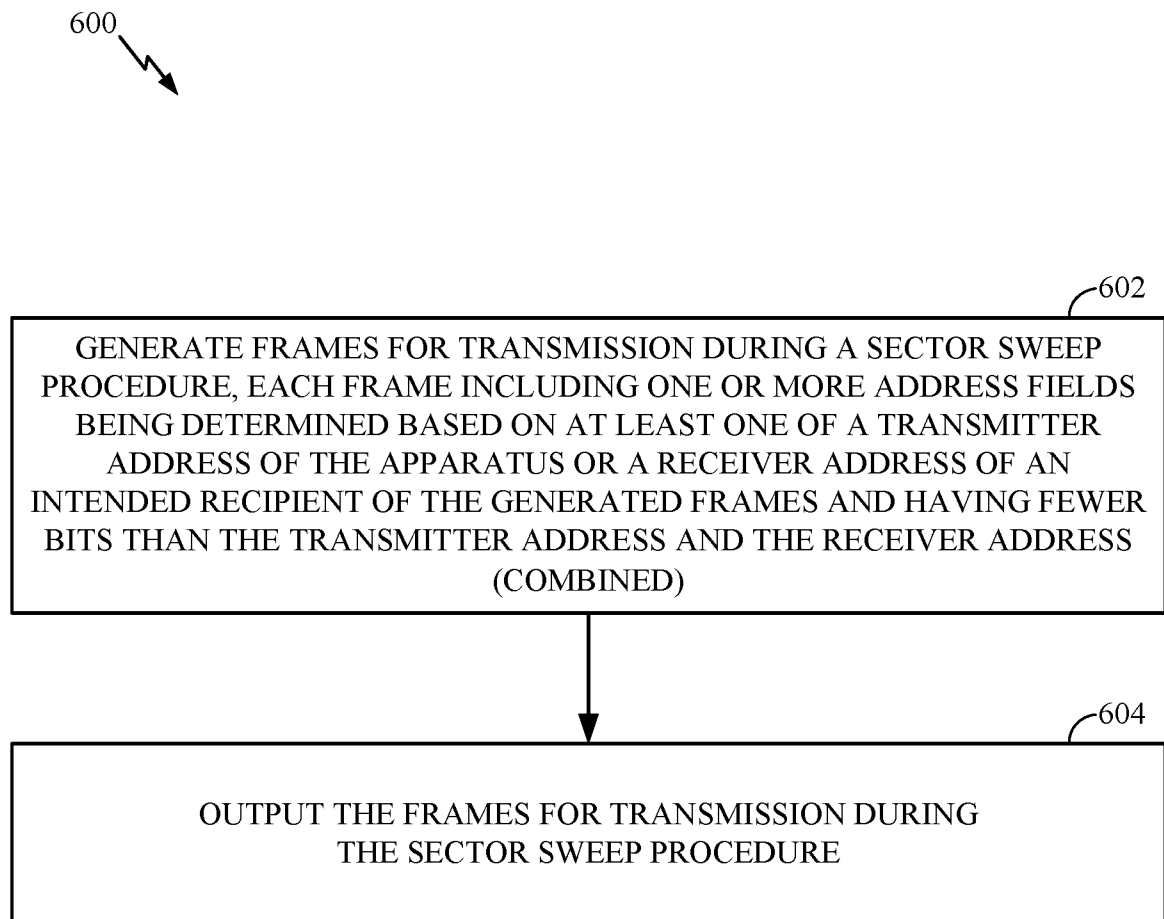 600
602
GENERATE FRAMES FOR TRANSMISSION DURING A SECTOR SWEEP
PROCEDURE, EACH FRAME INCLUDING ONE OR MORE ADDRESS FIELDS
BEING DETERMINED BASED ON AT LEAST ONE OF A TRANSMITTER
ADDRESS OF THE APPARATUS OR A RECEIVER ADDRESS OF AN
INTENDED RECIPIENT OF THE GENERATED FRAMES AND HAVING FEWER
BITS THAN THE TRANSMITTER ADDRESS AND THE RECEIVER ADDRESS
(COMBINED)
604
OUTPUT THE FRAMES FOR TRANSMISSION DURING
THE SECTOR SWEEP PROCEDURE